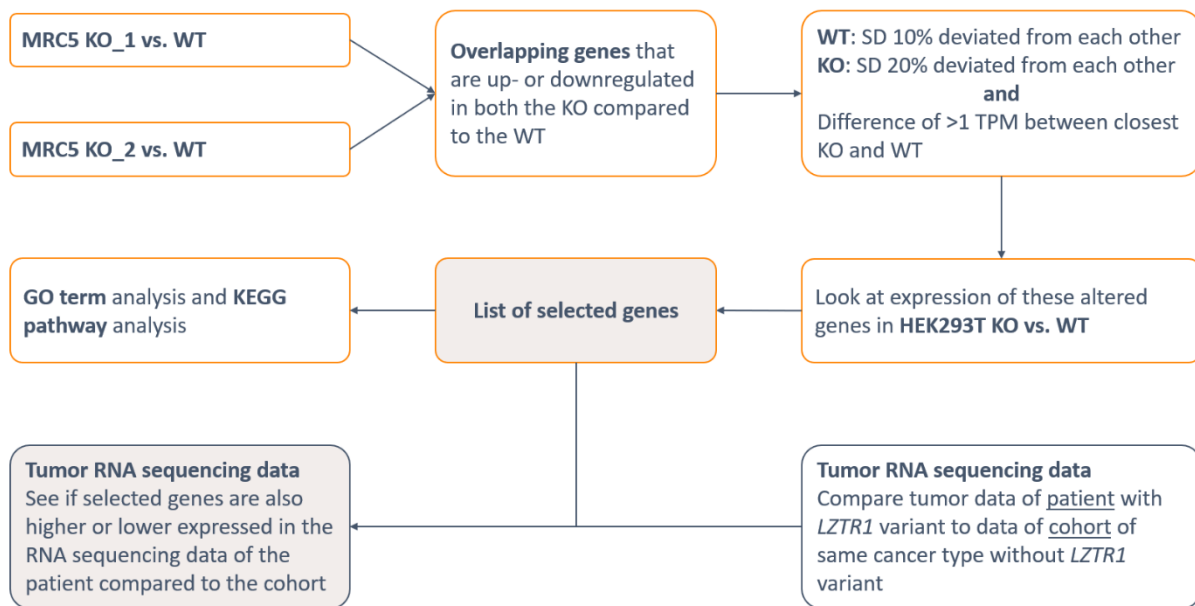 MRC5 KO_1 vs. WT
MRC5 KO_2 vs. WT
Overlapping genes that
are up- or downregulated
in both the KO compared
to the WT
WT: SD 10% deviated from each other
KO: SD 20% deviated from each other
and
Difference of >1 TPM between closest
KO and WT
Look at expression of these altered
genes in HEK293T KO vs. WT
List of selected genes
GO term analysis and KEGG
pathway analysis
Tumor RNA sequencing data
Compare tumor data of patient with
LZTR1 variant to data of cohort of
same cancer type without LZTR1
variant
Tumor RNA sequencing data
See if selected genes are also
higher or lower expressed in the
RNA sequencing data of the
patient compared to the cohort